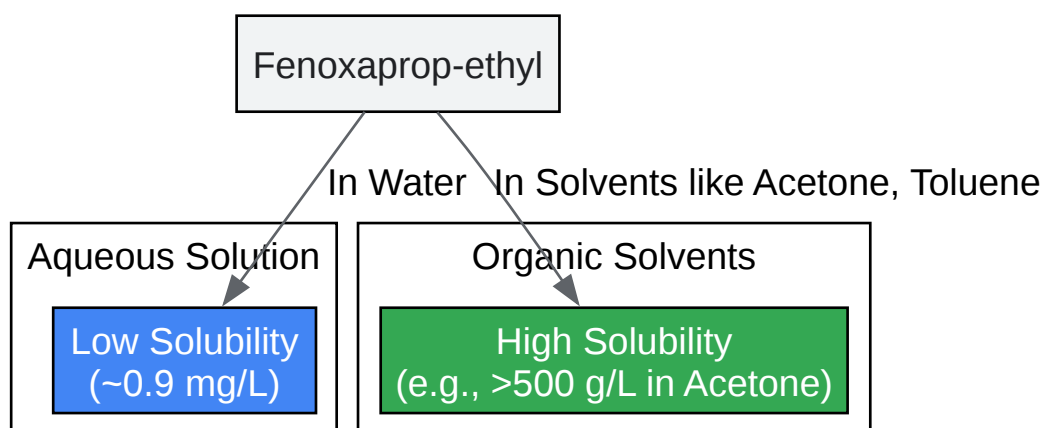 Fenoxaprop-ethyl
In Water
In Solvents like Acetone, Toluene
Aqueous Solution
Organic Solvents
Low Solubility
(~0.9 mg/L)
High Solubility
(e.g., >500 g/L in Acetone)